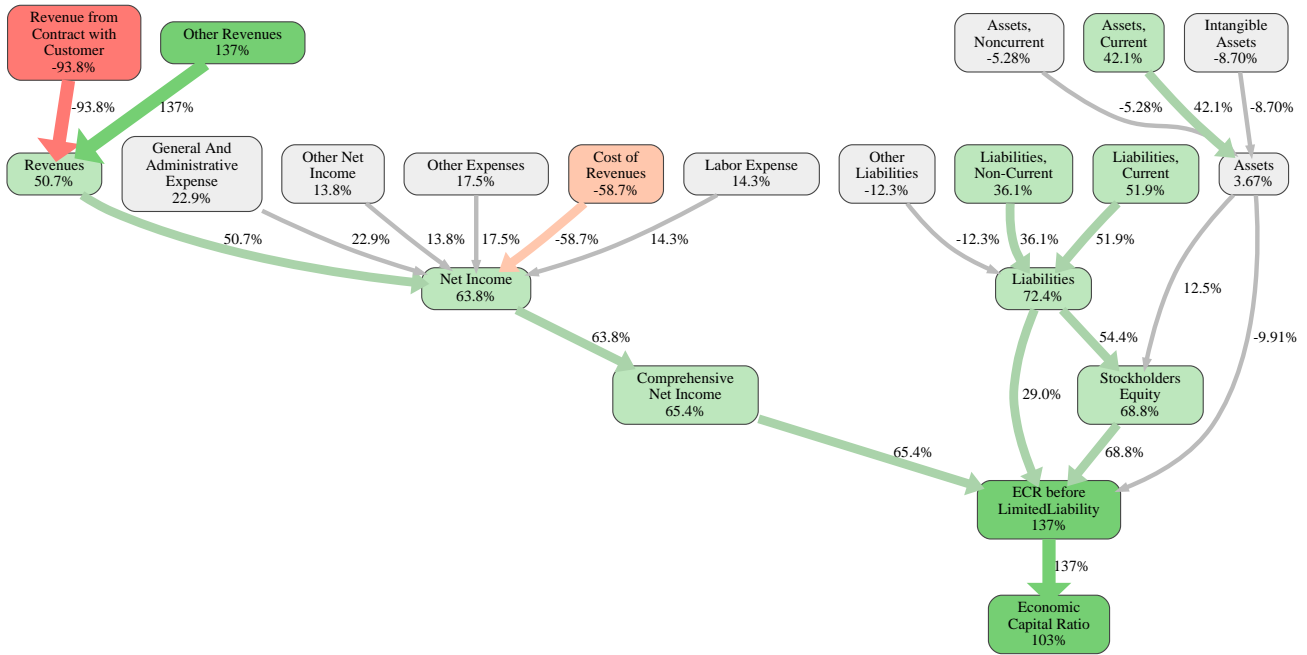 Revenue from
Contract with
Customer
-93.8%
Other Revenues
137%
Assets,
Noncurrent
-5.28%
Assets,
Current
42.1%
Intangible
Assets
-8.70%
-93.8%
137%
-5.28%
42.1%
-8.70%
Revenues
50.7%
General And
Administrative
Expense
22.9%
Other Net
Income
13.8%
Other Expenses
17.5%
Cost of
Revenues
-58.7%
Labor Expense
14.3%
Other
Liabilities
-12.3%
Liabilities,
Non-Current
36.1%
Liabilities,
Current
51.9%
Assets
3.67%
50.7%
22.9%
13.8%
17.5%
-58.7%
14.3%
-12.3%
36.1%
51.9%
Net Income
63.8%
Liabilities
72.4%
12.5%
63.8%
54.4%
-9.91%
Comprehensive
Net Income
65.4%
29.0%
Stockholders
Equity
68.8%
65.4%
68.8%
ECR before
LimitedLiability
137%
137%
Economic
Capital Ratio
103%